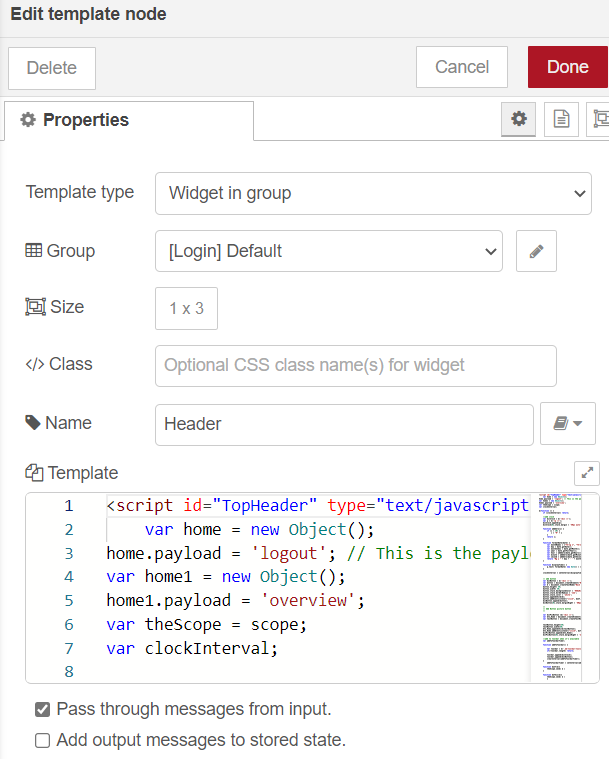 Edit template node
Delete Cancel Done
Properties
Template type Widget in group
Group [Login] Default
Size 1 x 3
</> Class Optional CSS class name(s) for widget
Name Header
Template
1 <script id="TopHeader" type="text/javascript
2 var home = new Object();
3 home.payload = 'logout'; // This is the payl
4 var home1 = new Object();
5 home1.payload = 'overview';
6 var theScope = scope;
7 var clockInterval;
8
Pass through messages from input.
Add output messages to stored state.